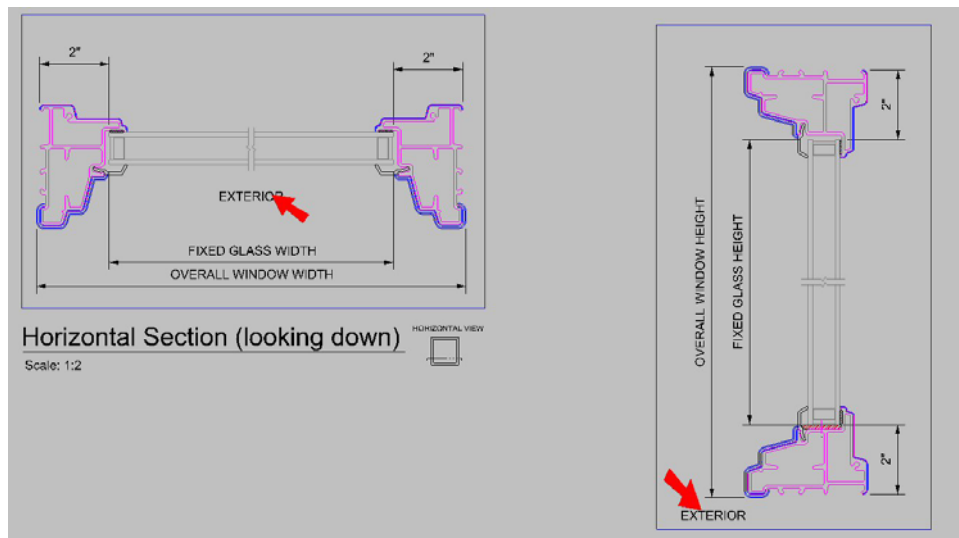 2"
2"
EXTERIOR
FIXED GLASS WIDTH
OVERALL WINDOW WIDTH
Horizontal Section (looking down)
HORIZONTAL VIEW
Scale: 1:2
2"
OVERALL WINDOW HEIGHT
FIXED GLASS HEIGHT
2"
EXTERIOR